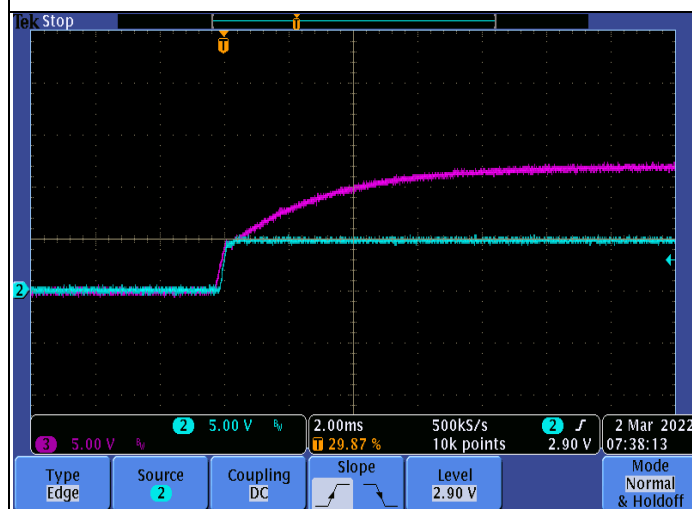 Tek Stop
T
T
2
2 5.00 V BW 2.00ms 500kS/s 2 2 Mar 2022
3 5.00 V BW T 29.87 % 10k points 2.90 V 07:38:13
Type Source Coupling Slope Level Mode
Edge 2 DC 2.90 V Normal
& Holdoff